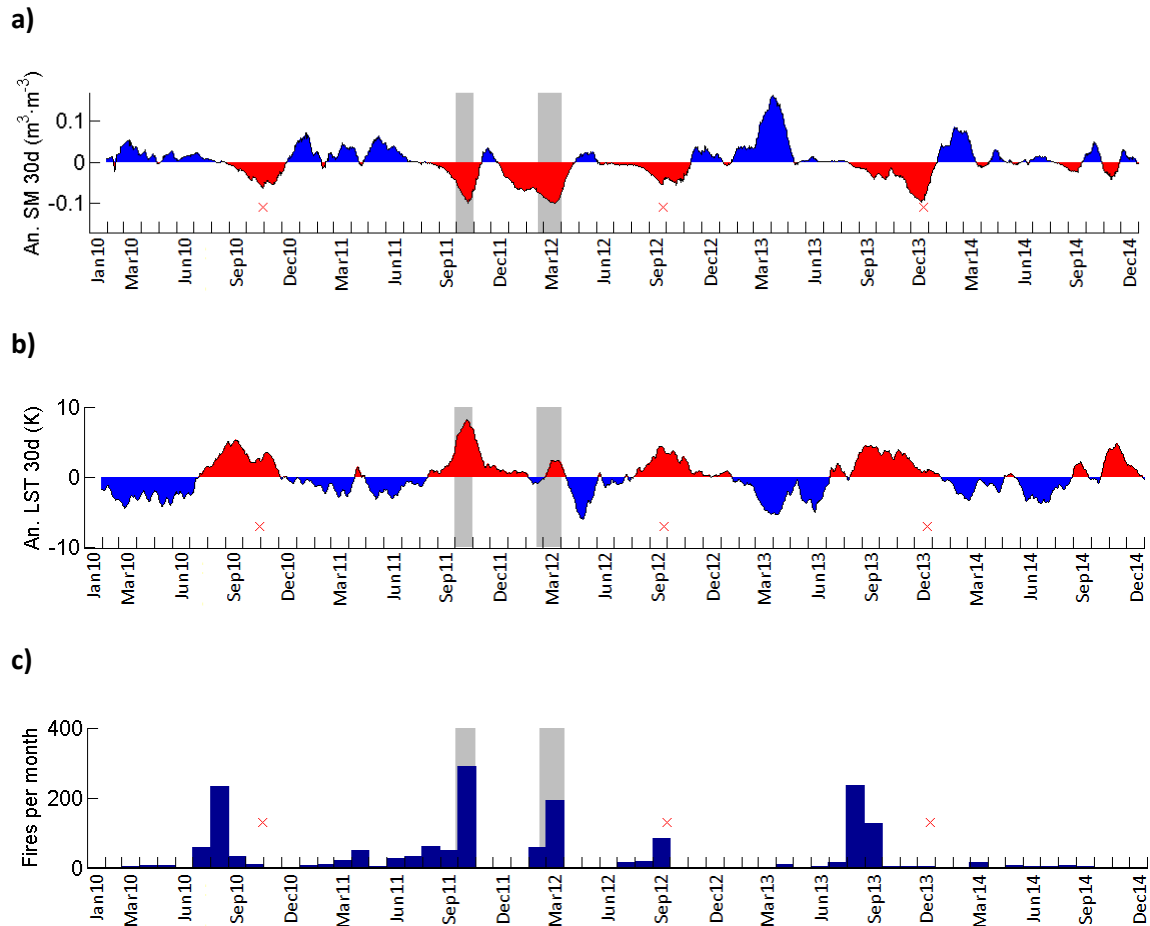 a)
An. SM 30d (m³·m⁻³)
0.1
0
-0.1
Jan10 Mar10 Jun10 Sep10 Dec10 Mar11 Jun11 Sep11 Dec11 Mar12 Jun12 Sep12 Dec12 Mar13 Jun13 Sep13 Dec13 Mar14 Jun14 Sep14 Dec14
b)
An. LST 30d (K)
10
0
-10
Jan10 Mar10 Jun10 Sep10 Dec10 Mar11 Jun11 Sep11 Dec11 Mar12 Jun12 Sep12 Dec12 Mar13 Jun13 Sep13 Dec13 Mar14 Jun14 Sep14 Dec14
c)
Fires per month
400
200
0
Jan10 Mar10 Jun10 Sep10 Dec10 Mar11 Jun11 Sep11 Dec11 Mar12 Jun12 Sep12 Dec12 Mar13 Jun13 Sep13 Dec13 Mar14 Jun14 Sep14 Dec14